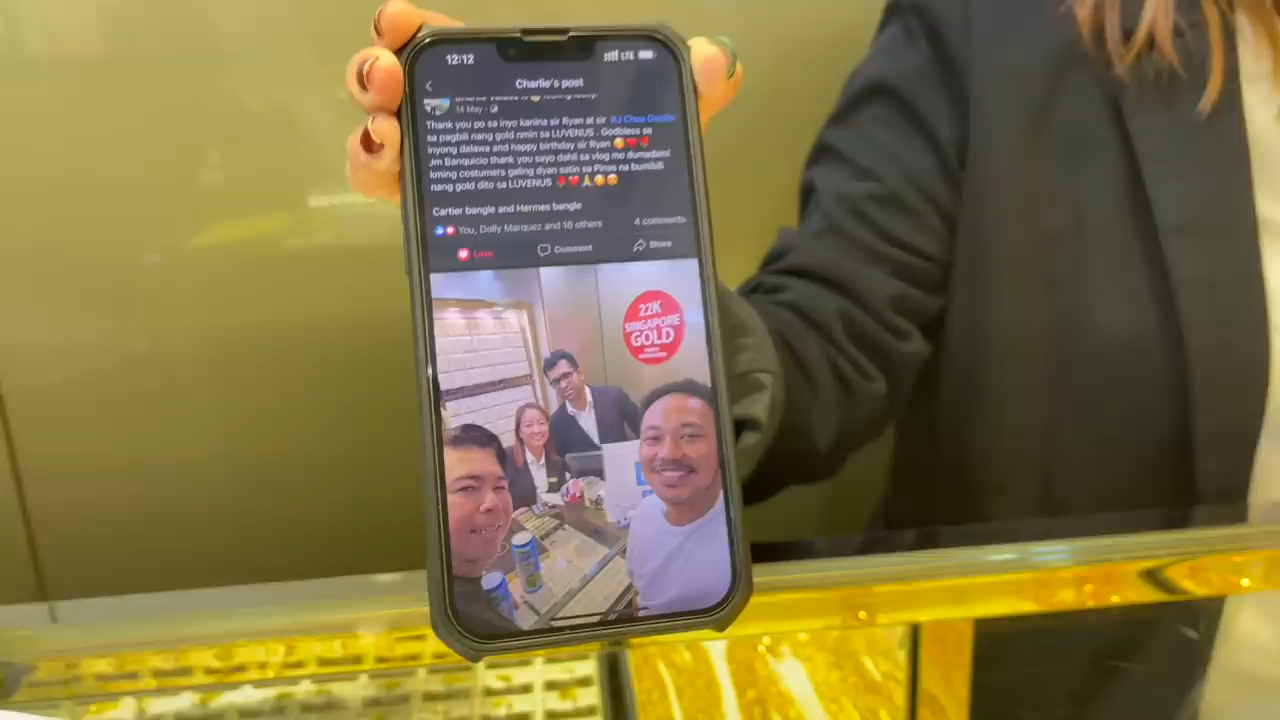 12:12
LTE
Charlie's post
14 May
Thank you po sa inyo kanina sir Ryan at sir RJ Chua
sa pagbili nang gold nmin sa LUVENUS . Godbless sa
inyong dalawa and happy birthday sir Ryan 🥰❤️🌹
Jm Banquicio thank you sayo dahil sa vlog mo dumadami
kming costumers galing dyan satin sa Pinas na bumibili
nang gold dito sa LUVENUS 🌹❤️🙏🥰😍
Cartier bangle and Hermes bangle
You, Dolly Marquez and 16 others
4 comments
Love
Comment
Share
22K
SINGAPORE
GOLD